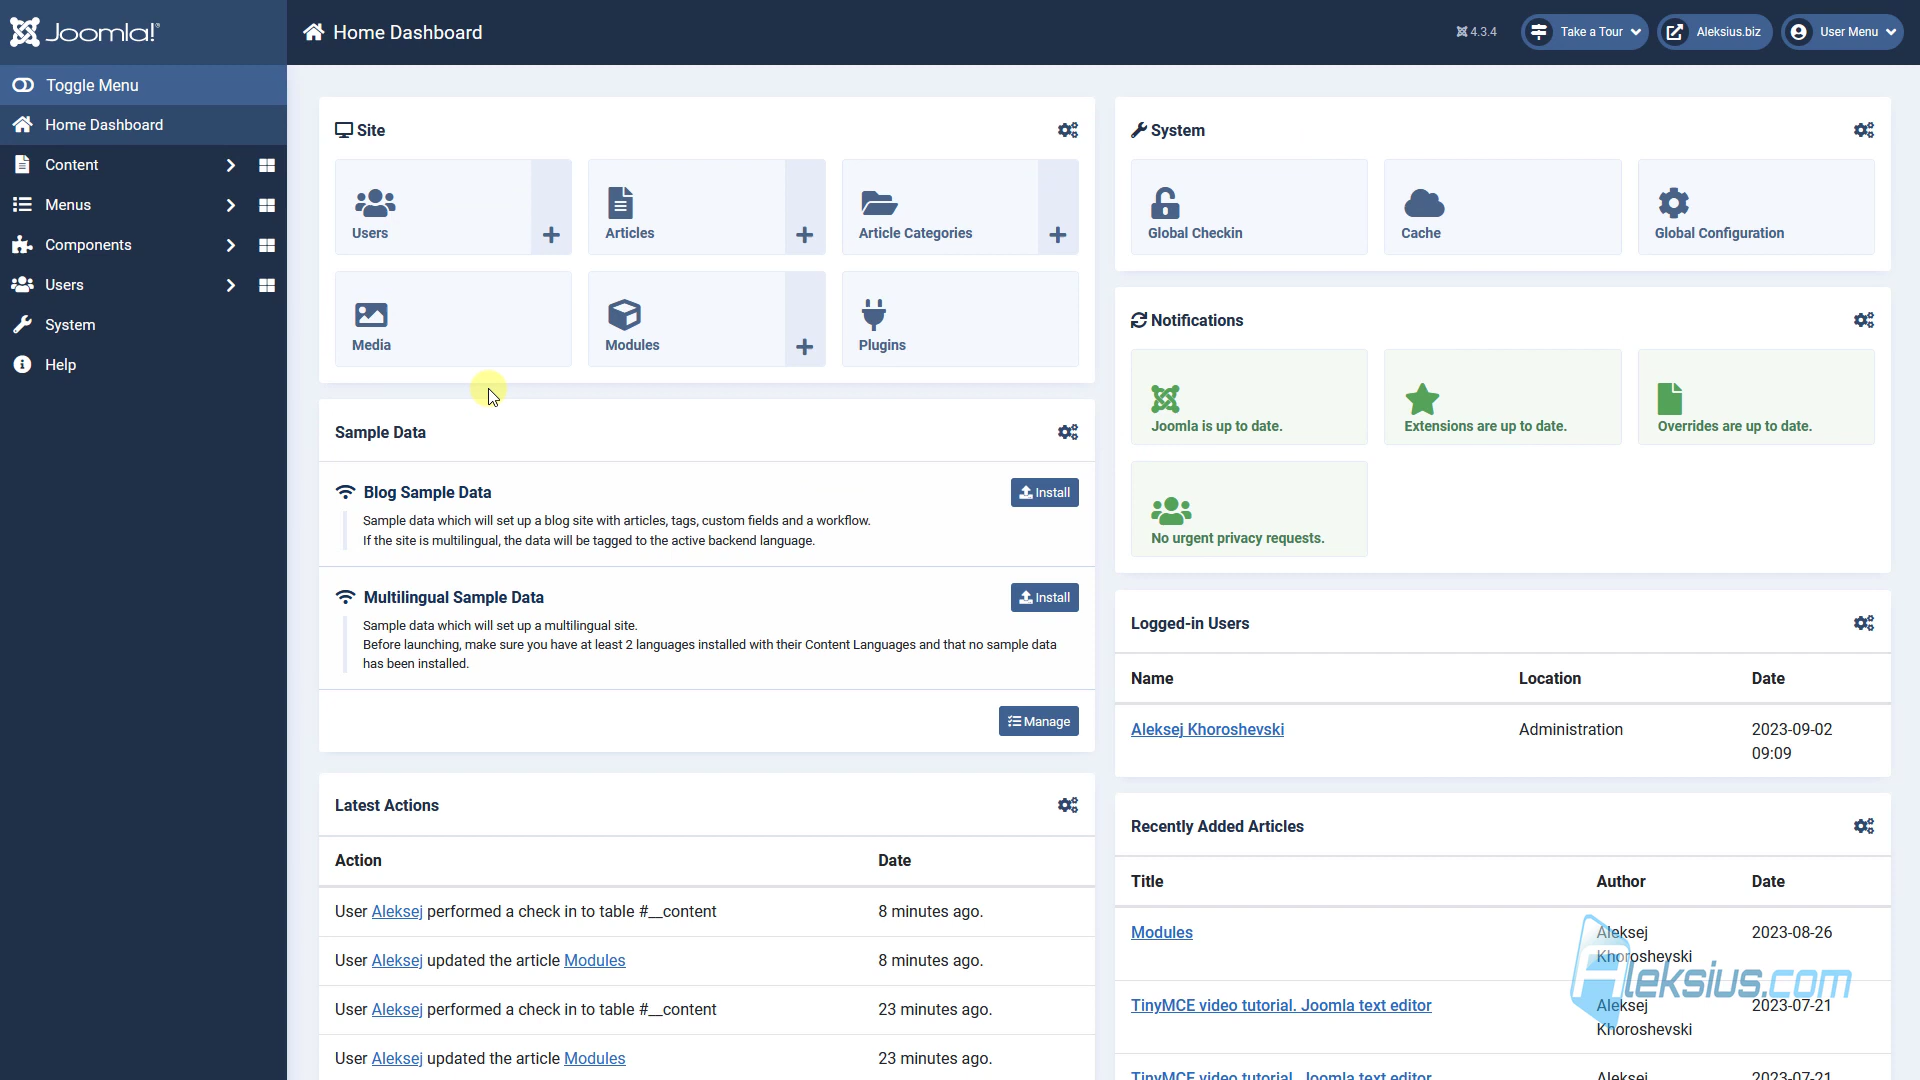 Joomla!
Home Dashboard
4.3.4
Take a Tour
Aleksius.biz
User Menu
Toggle Menu
Home Dashboard
Content
Menus
Components
Users
System
Help
Site
Users
Articles
Article Categories
Media
Modules
Plugins
Sample Data
Blog Sample Data
Install
Sample data which will set up a blog site with articles, tags, custom fields and a workflow.
If the site is multilingual, the data will be tagged to the active backend language.
Multilingual Sample Data
Install
Sample data which will set up a multilingual site.
Before launching, make sure you have at least 2 languages installed with their Content Languages and that no sample data
has been installed.
Manage
Latest Actions
Action Date
User Aleksej performed a check in to table #__content 8 minutes ago.
User Aleksej updated the article Modules 8 minutes ago.
User Aleksej performed a check in to table #__content 23 minutes ago.
User Aleksej updated the article Modules 23 minutes ago.
System
Global Checkin
Cache
Global Configuration
Notifications
Joomla is up to date.
Extensions are up to date.
Overrides are up to date.
No urgent privacy requests.
Logged-in Users
Name Location Date
Aleksej Khoroshevski Administration 2023-09-02
09:09
Recently Added Articles
Title Author Date
Modules Aleksej 2023-08-26
Khoroshevski
Aleksius.com
TinyMCE video tutorial. Joomla text editor Aleksej 2023-07-21
Khoroshevski
TinyMCE video tutorial. Joomla text editor Aleksej 2023-07-21